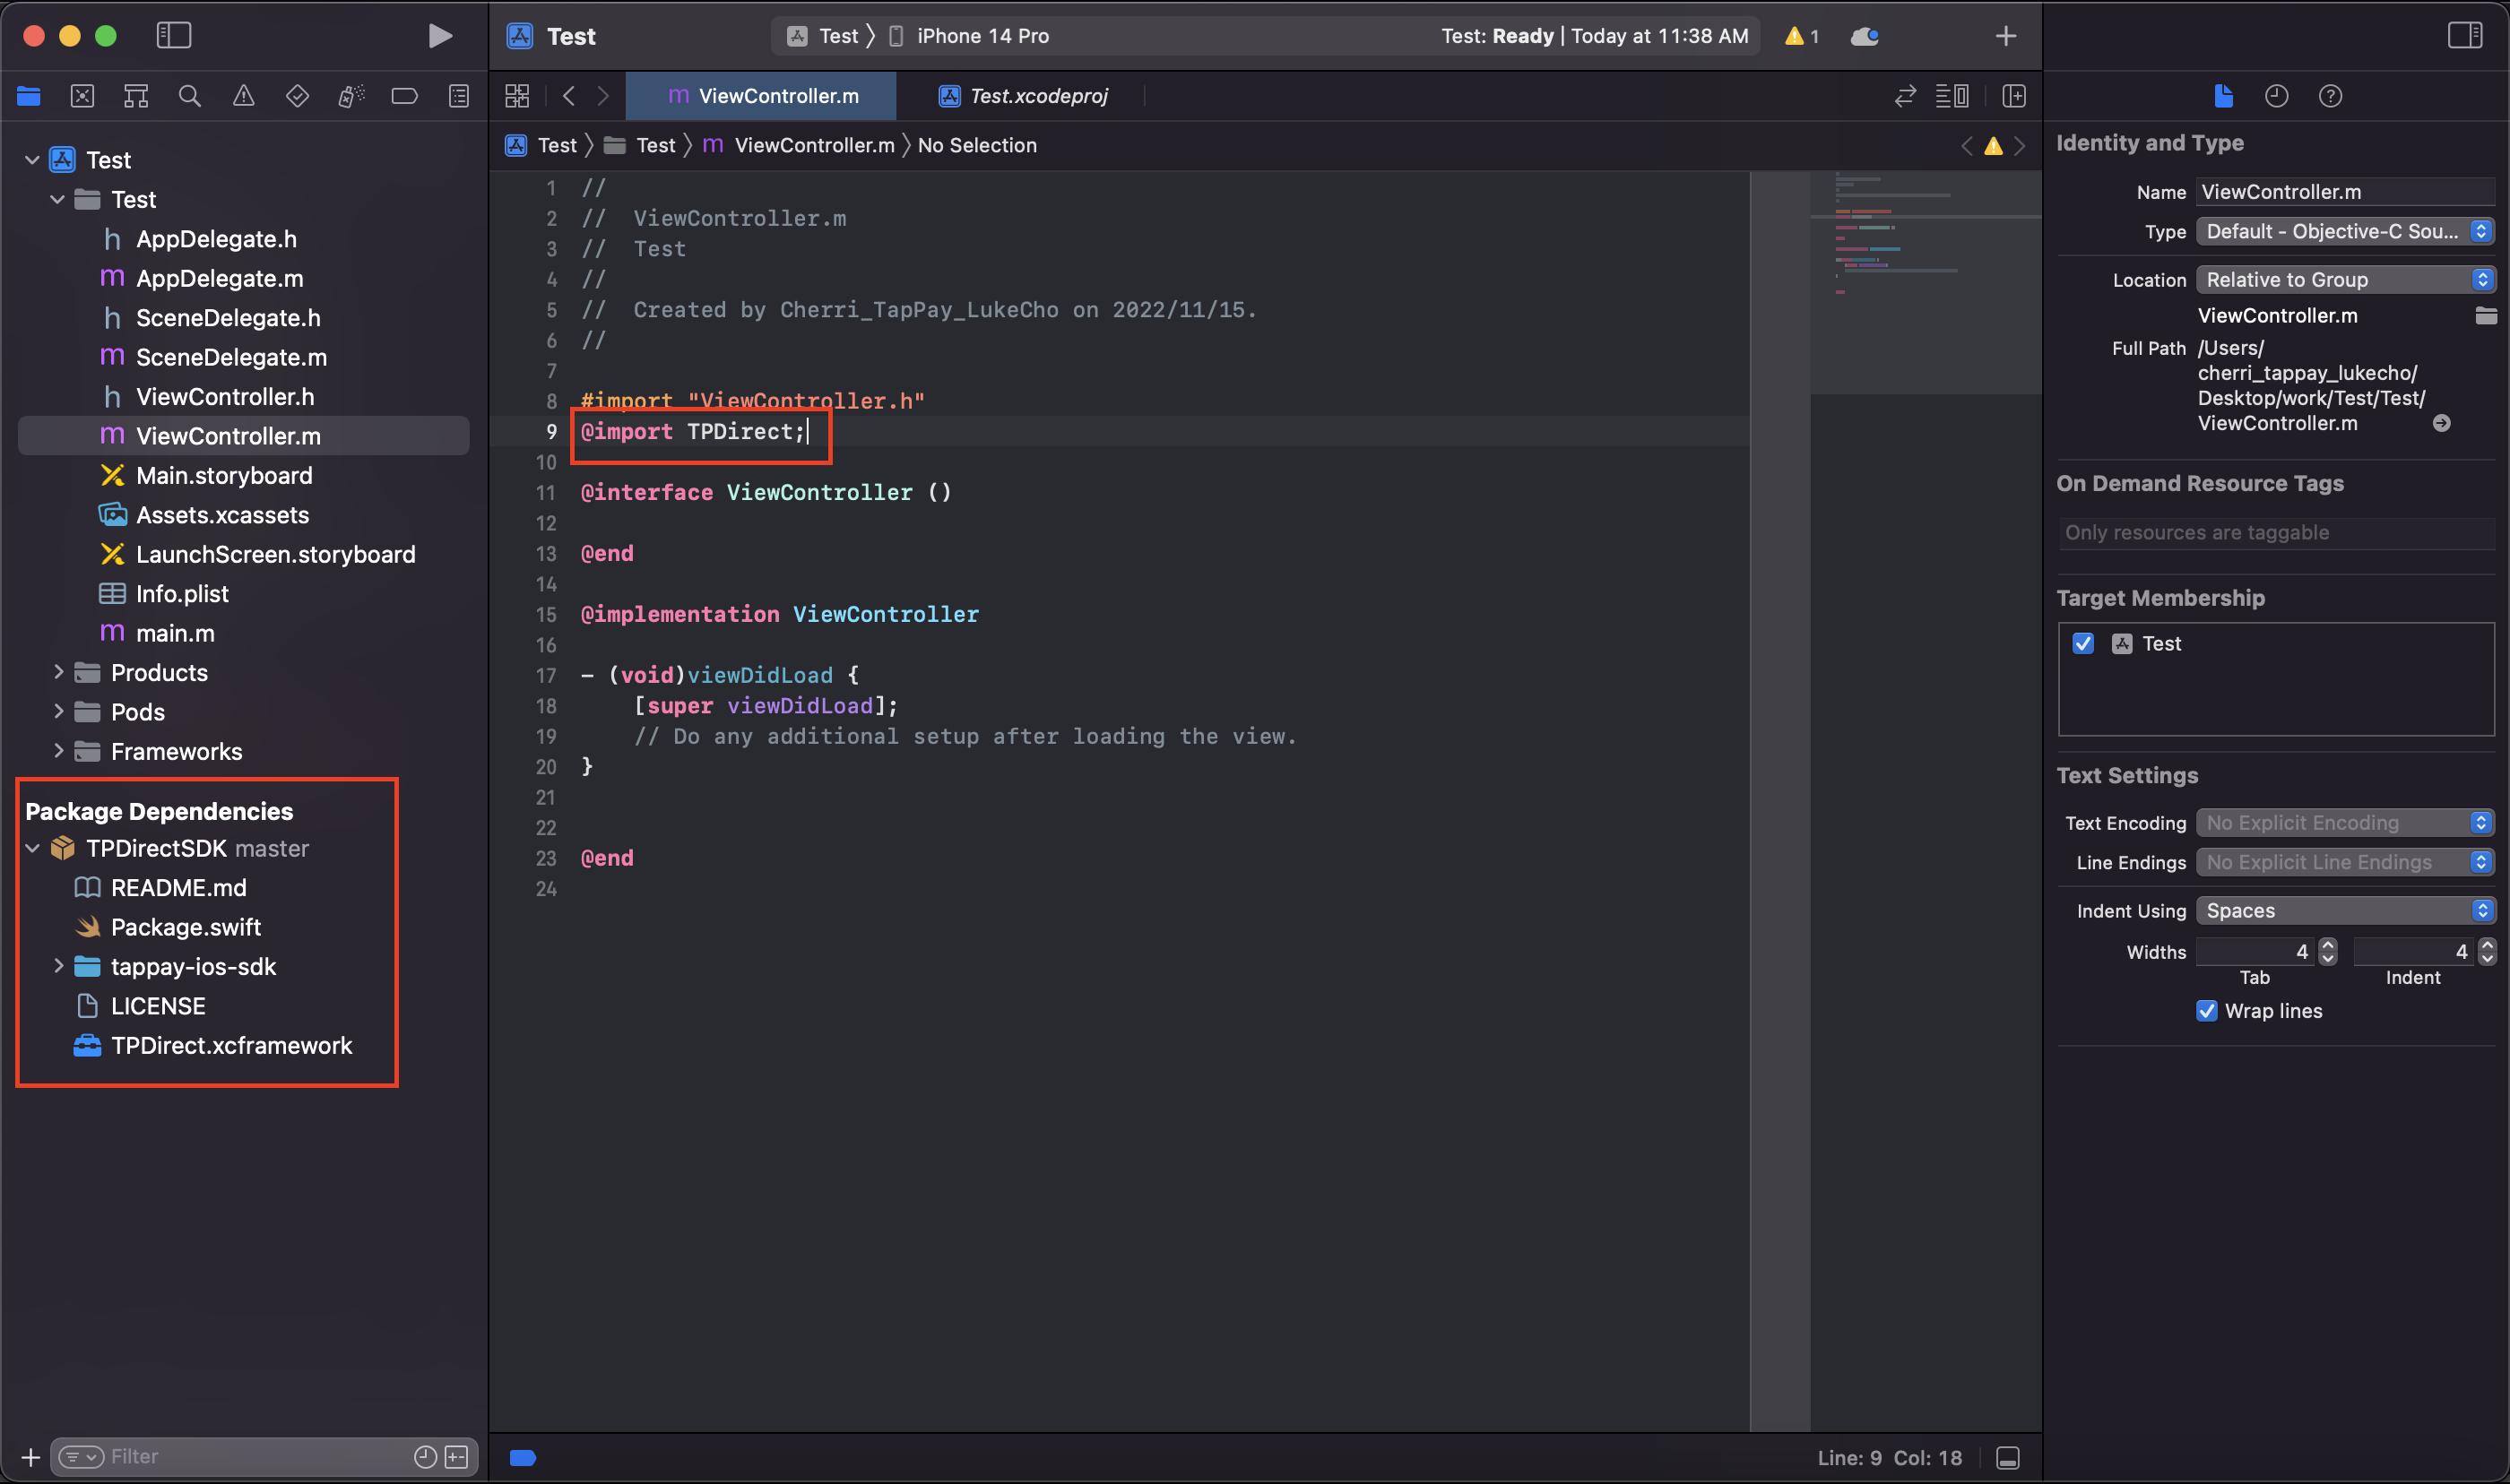 Test
Test 〉 iPhone 14 Pro
Test: Ready | Today at 11:38 AM
1
ViewController.m
Test.xcodeproj
Test 〉 Test 〉 m ViewController.m 〉 No Selection
Test
Test
h AppDelegate.h
m AppDelegate.m
h SceneDelegate.h
m SceneDelegate.m
h ViewController.h
m ViewController.m
Main.storyboard
Assets.xcassets
LaunchScreen.storyboard
Info.plist
m main.m
Products
Pods
Frameworks
Package Dependencies
TPDirectSDK master
README.md
Package.swift
tappay-ios-sdk
LICENSE
TPDirect.xcframework
Filter
1 //
2 //  ViewController.m
3 //  Test
4 //
5 //  Created by Cherri_TapPay_LukeCho on 2022/11/15.
6 //
7
8 #import "ViewController.h"
9 @import TPDirect;
10
11 @interface ViewController ()
12
13 @end
14
15 @implementation ViewController
16
17 - (void)viewDidLoad {
18     [super viewDidLoad];
19     // Do any additional setup after loading the view.
20 }
21
22
23 @end
24
Line: 9 Col: 18
Identity and Type
Name ViewController.m
Type Default - Objective-C Sou...
Location Relative to Group
ViewController.m
Full Path /Users/
cherri_tappay_lukecho/
Desktop/work/Test/Test/
ViewController.m
On Demand Resource Tags
Only resources are taggable
Target Membership
Test
Text Settings
Text Encoding No Explicit Encoding
Line Endings No Explicit Line Endings
Indent Using Spaces
Widths 4 4
Tab Indent
Wrap lines